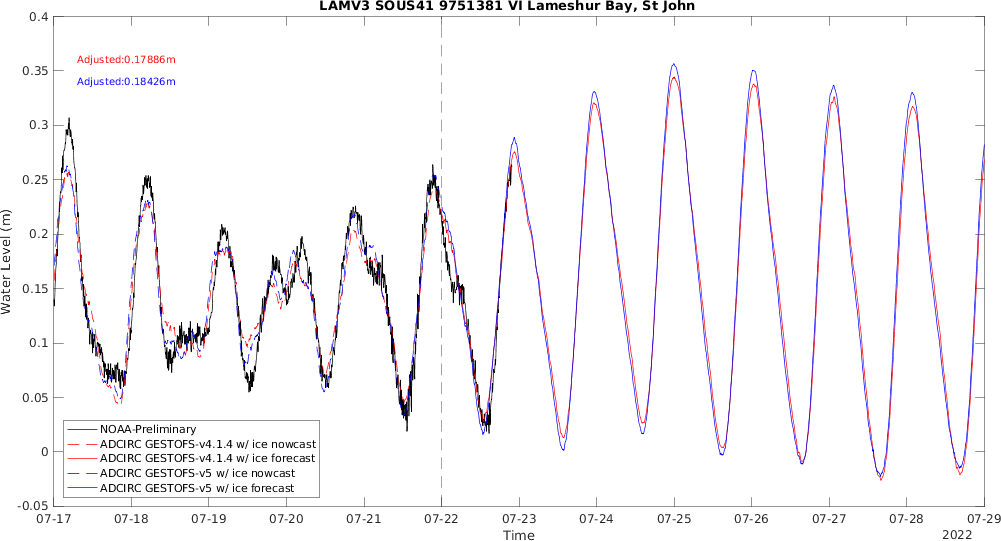 LAMV3 SOUS41 9751381 VI Lameshur Bay, St John
Adjusted:0.17886m
Adjusted:0.18426m
Water Level (m)
0.4
0.35
0.3
0.25
0.2
0.15
0.1
0.05
0
-0.05
NOAA-Preliminary
ADCIRC GESTOFS-v4.1.4 w/ ice nowcast
ADCIRC GESTOFS-v4.1.4 w/ ice forecast
ADCIRC GESTOFS-v5 w/ ice nowcast
ADCIRC GESTOFS-v5 w/ ice forecast
07-17 07-18 07-19 07-20 07-21 07-22 07-23 07-24 07-25 07-26 07-27 07-28 07-29
Time
2022